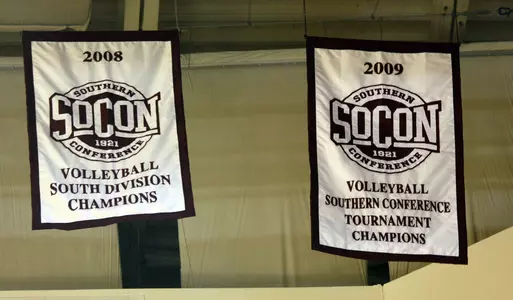 2008
SOUTHERN
SOCON
1921
CONFERENCE
VOLLEYBALL
SOUTH DIVISION
CHAMPIONS
2009
SOUTHERN
SOCON
1921
CONFERENCE
VOLLEYBALL
SOUTHERN CONFERENCE
TOURNAMENT
CHAMPIONS